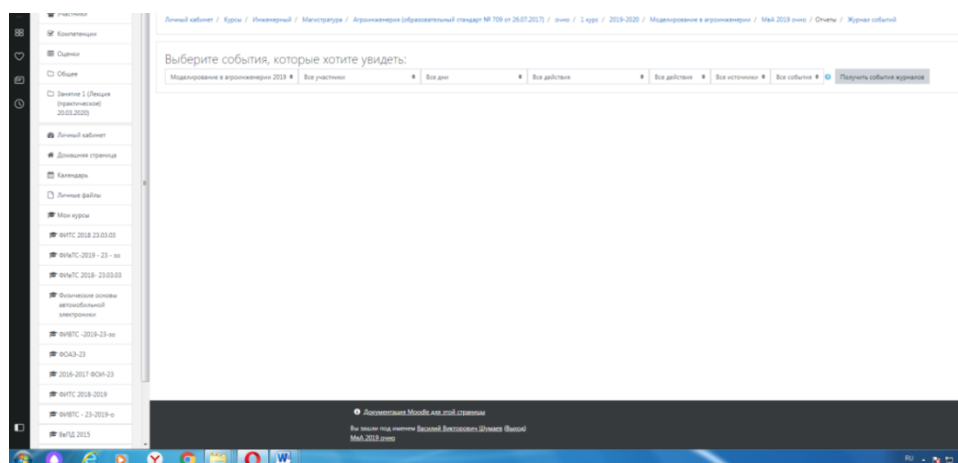 Участники
Компетенции
Оценки
Общее
Занятие 1 (Лекция
(практическое)
20.03.2020)
Личный кабинет
Домашняя страница
Календарь
Личные файлы
Мои курсы
ФИТС 2018 23.03.03
ФИвТС-2019 - 23 - зо
ФИвТС 2018- 23.03.03
Физические основы
автомобильной
электроники
ФИВТС -2019-23-зо
ФОАЭ-23
2016-2017 ФОИ-23
ФИТС 2018-2019
ФИВТС - 23-2019-о
ВвПД 2015
Личный кабинет / Курсы / Инженерный / Магистратура / Агроинженерия (образовательный стандарт № 709 от 26.07.2017) / очно / 1 курс / 2019-2020 / Моделирование в агроинженерии / МвА 2019 очно / Отчеты / Журнал событий
Выберите события, которые хотите увидеть:
Моделирование в агроинженерии 2019 Все участники Все дни Все действия Все действия Все источники Все события Получить события журналов
Документация Moodle для этой страницы
Вы зашли под именем Василий Викторович Шумаев (Выход)
МвА 2019 очно
RU